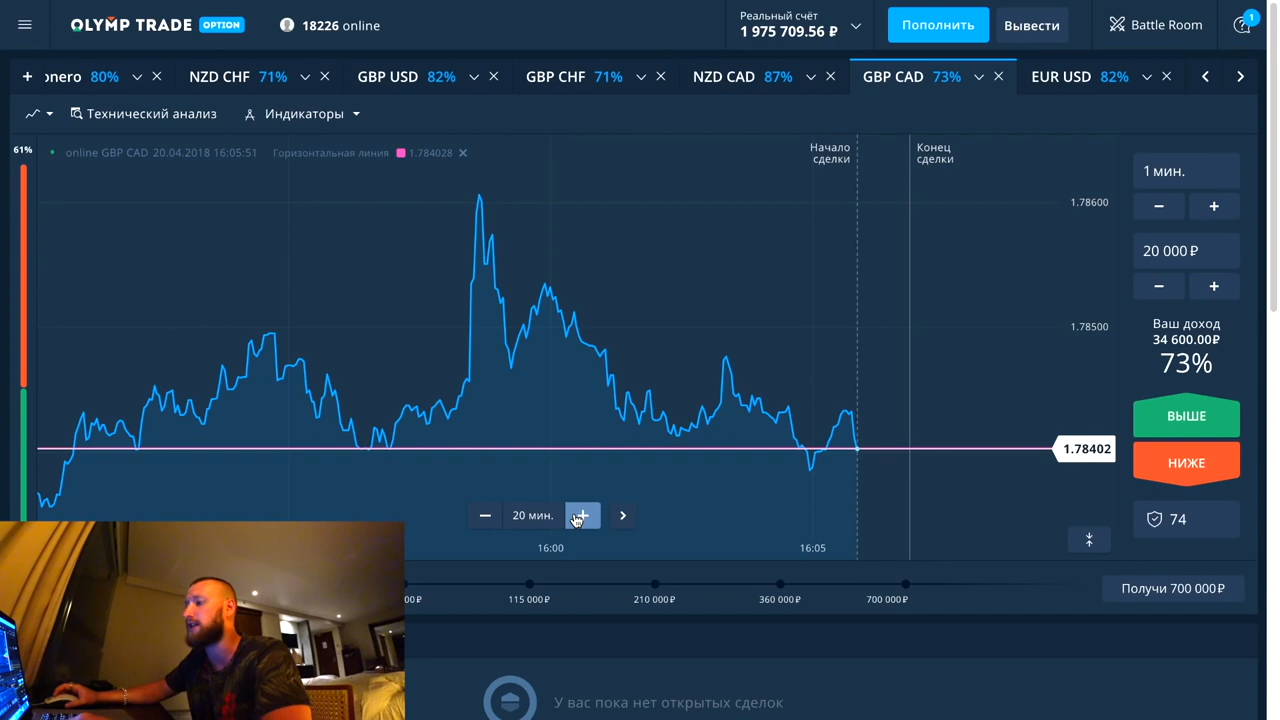 OLYMP TRADE OPTION
18226 online
Реальный счёт
1 975 709.56 ₽
Пополнить
Вывести
Battle Room
1
+ onero 80%
NZD CHF 71%
GBP USD 82%
GBP CHF 71%
NZD CAD 87%
GBP CAD 73%
EUR USD 82%
Технический анализ
Индикаторы
61%
online GBP CAD 20.04.2018 16:05:51
Горизонтальная линия 1.784028
Начало
сделки
Конец
сделки
1.78600
1.78500
1.78402
1 мин.
− +
20 000 ₽
− +
Ваш доход
34 600.00₽
73%
ВЫШЕ
НИЖЕ
74
− 20 мин. +
16:00
16:05
00₽
115 000₽
210 000₽
360 000₽
700 000₽
Получи 700 000₽
У вас пока нет открытых сделок